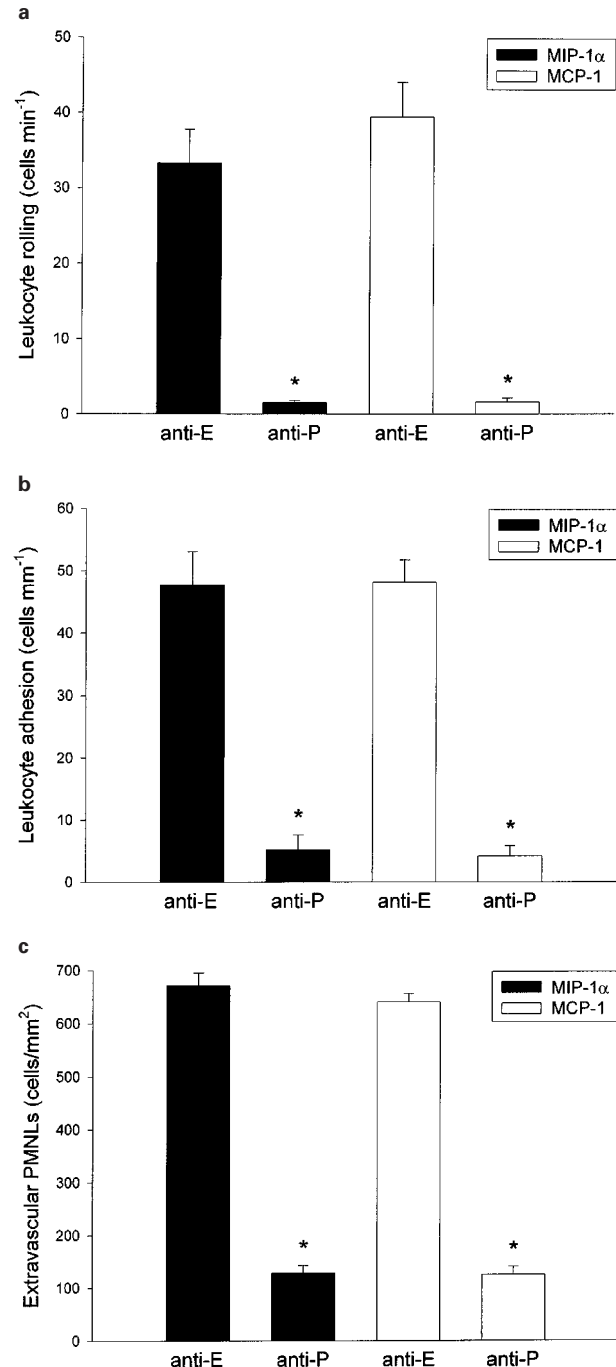 a
Leukocyte rolling (cells min⁻¹)
50
40
30
20
10
0
MIP-1α
MCP-1
*
*
anti-E anti-P anti-E anti-P
b
Leukocyte adhesion (cells mm⁻¹)
60
50
40
30
20
10
0
MIP-1α
MCP-1
*
*
anti-E anti-P anti-E anti-P
c
Extravascular PMNLs (cells/mm²)
700
600
500
400
300
200
100
0
MIP-1α
MCP-1
*
*
anti-E anti-P anti-E anti-P